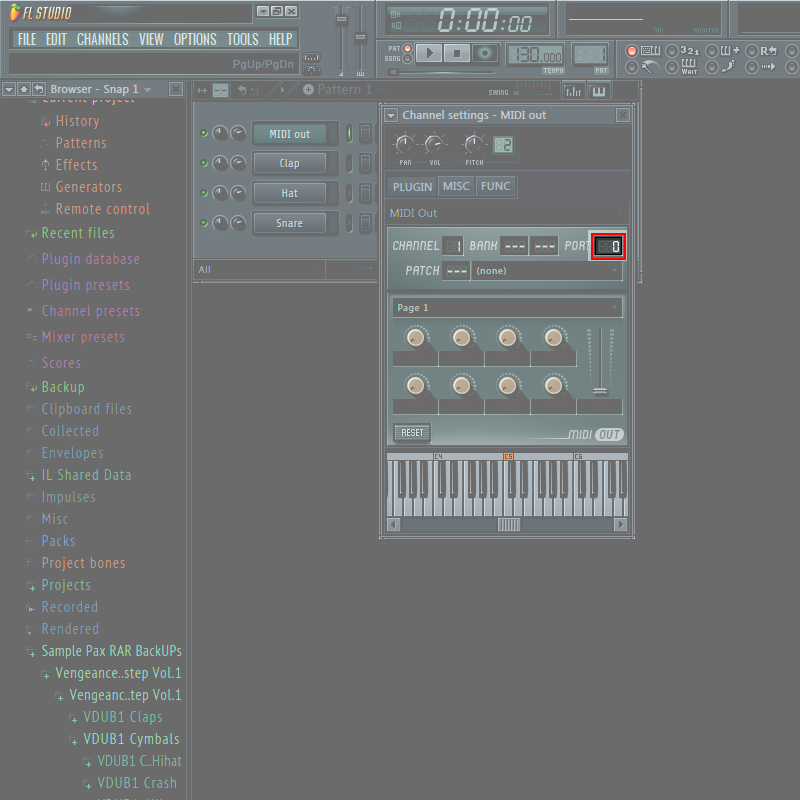 FL STUDIO
FILE EDIT CHANNELS VIEW OPTIONS TOOLS HELP
PgUp/PgDn
0:00:00
MONITOR
PAT
SONG
130.000
TEMPO
PAT
321
WAIT
Browser - Snap 1
Pattern 1
SWING
Current project
History
Patterns
Effects
Generators
Remote control
Recent files
Plugin database
Plugin presets
Channel presets
Mixer presets
Scores
Backup
Clipboard files
Collected
Envelopes
IL Shared Data
Impulses
Misc
Packs
Project bones
Projects
Recorded
Rendered
Sample Pax RAR BackUPs
Vengeance..step Vol.1
Vengeanc..tep Vol.1
VDUB1 Claps
VDUB1 Cymbals
VDUB1 C..Hihat
VDUB1 Crash
MIDI out
Clap
Hat
Snare
All
Channel settings - MIDI out
PAN VOL PITCH
2
PLUGIN MISC FUNC
MIDI Out
CHANNEL 1 BANK --- --- PORT 0
PATCH --- (none)
Page 1
RESET
MIDI OUT
C4 C5 C6